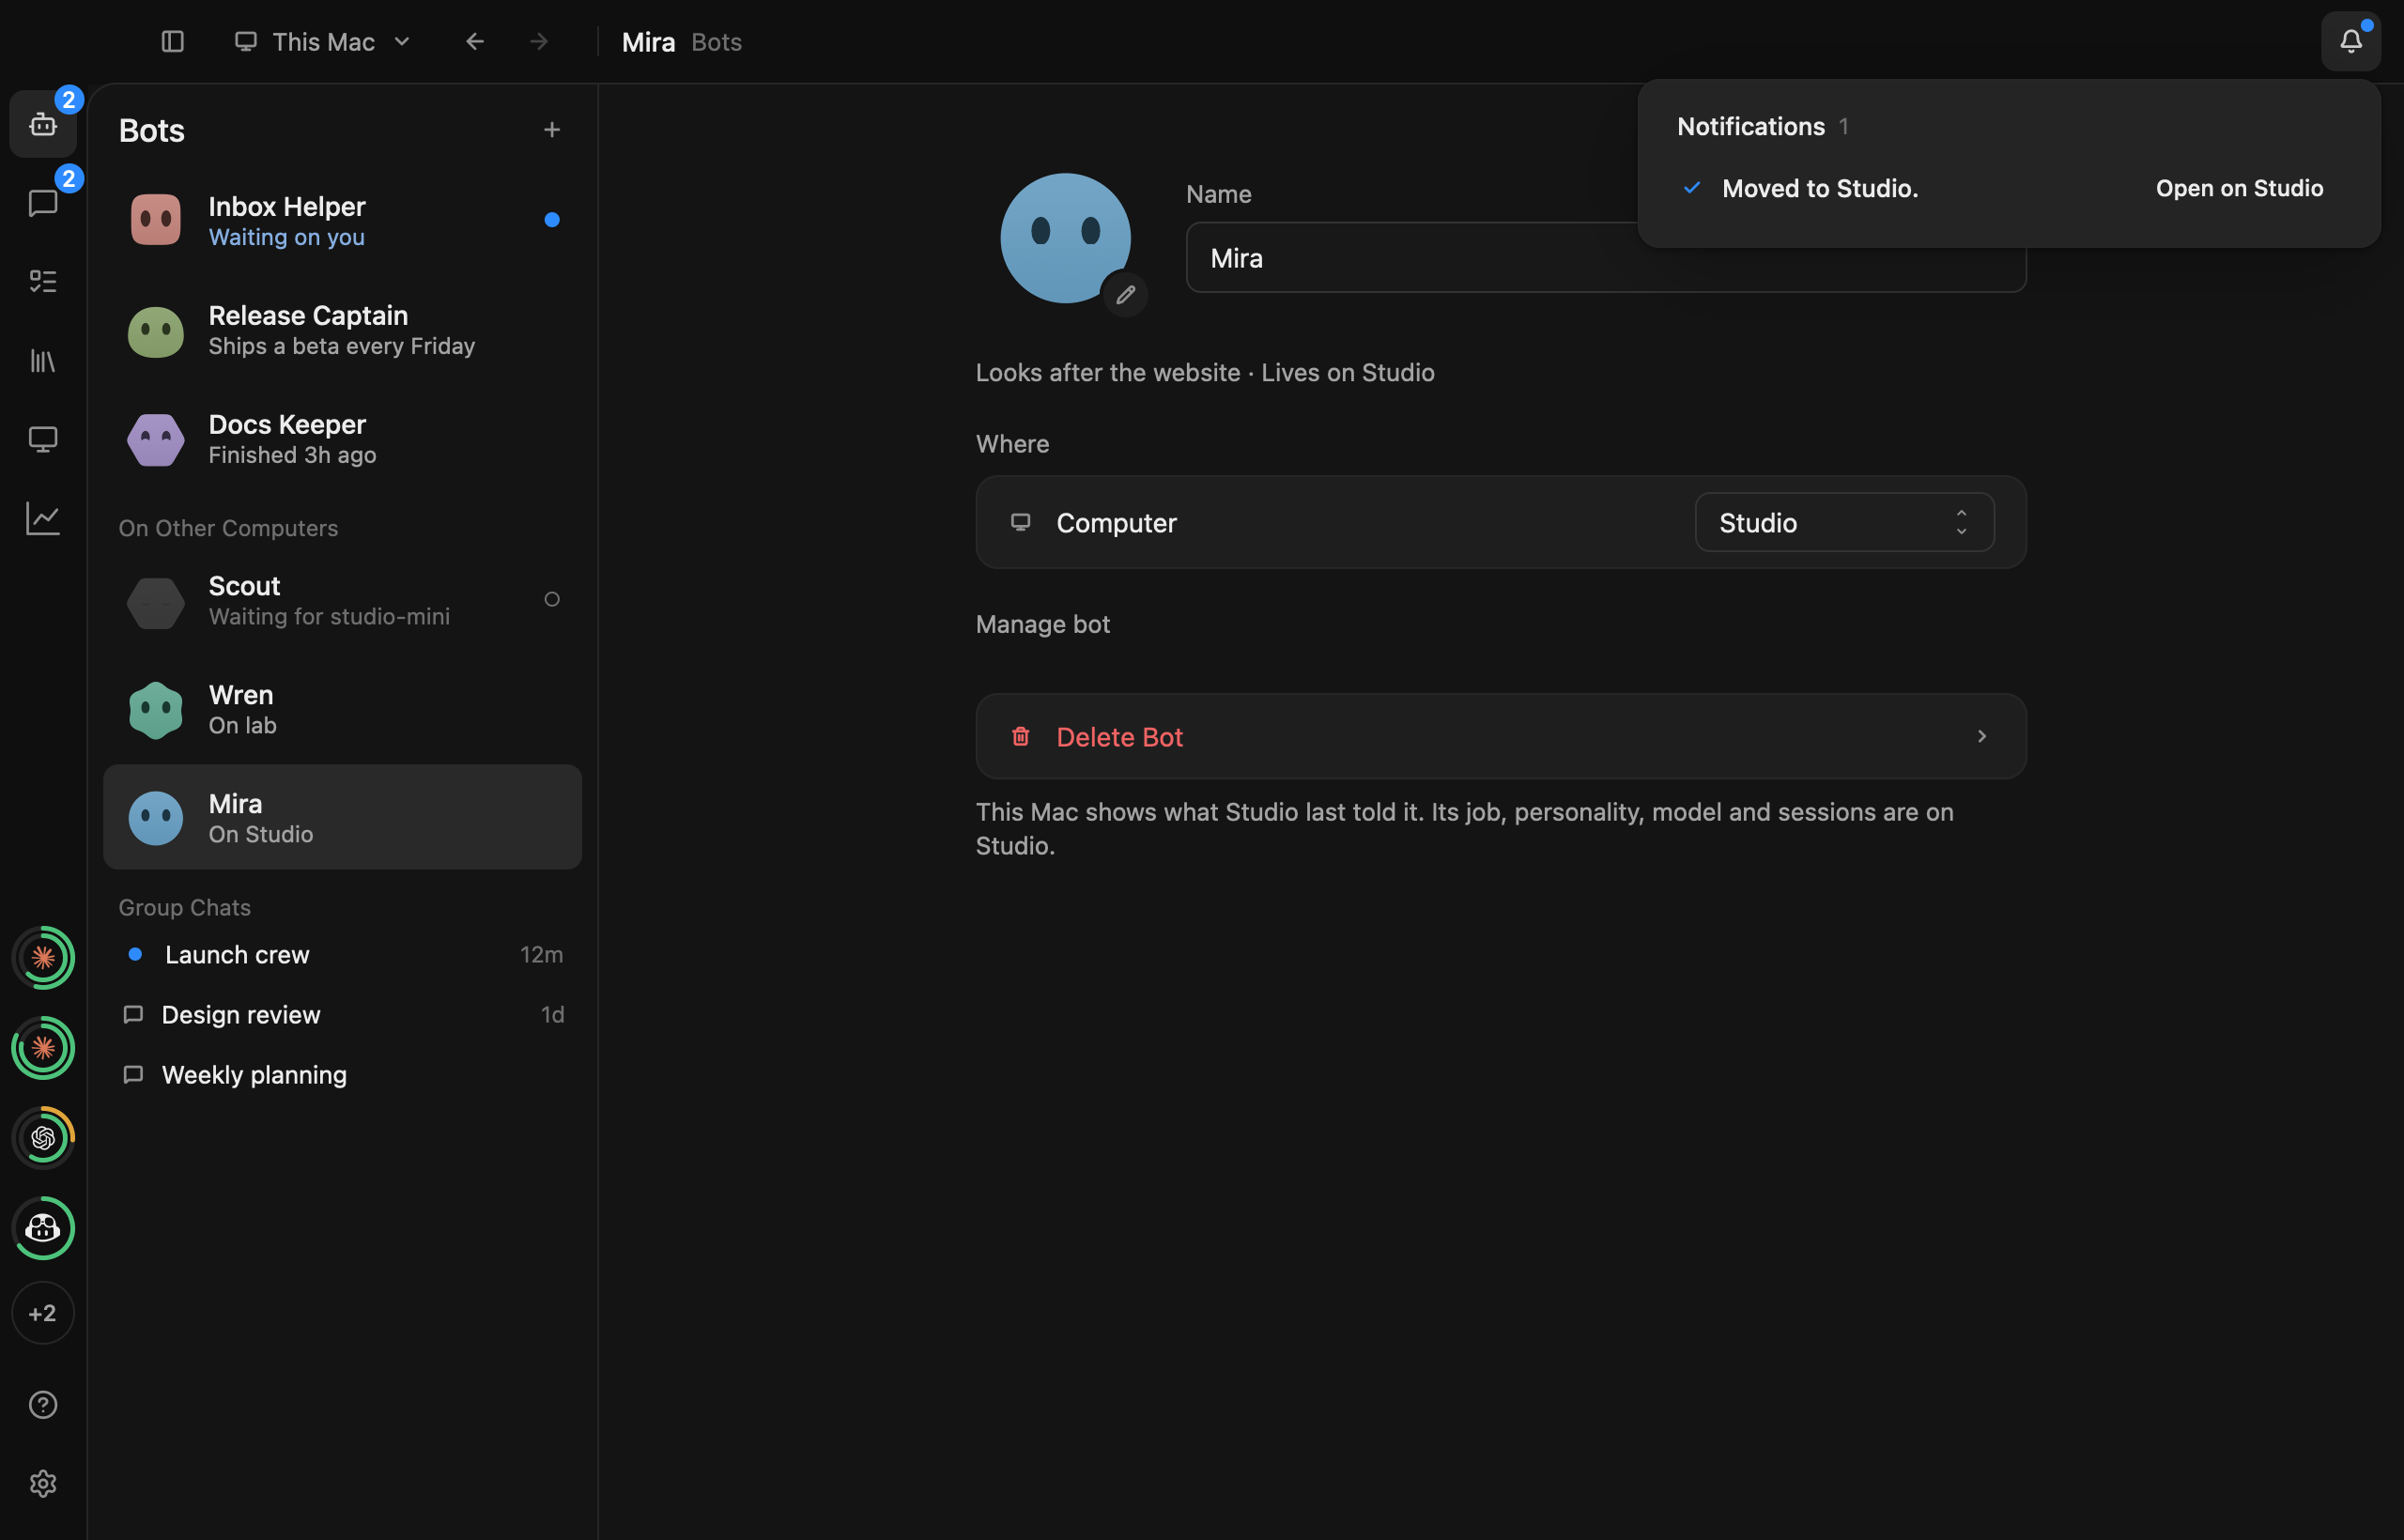 This Mac
Mira Bots
2
2
Bots
Inbox Helper
Waiting on you
Release Captain
Ships a beta every Friday
Docs Keeper
Finished 3h ago
On Other Computers
Scout
Waiting for studio-mini
Wren
On lab
Mira
On Studio
Group Chats
Launch crew 12m
Design review 1d
Weekly planning
+2
Notifications 1
Moved to Studio. Open on Studio
Name
Mira
Looks after the website · Lives on Studio
Where
Computer Studio
Manage bot
Delete Bot
This Mac shows what Studio last told it. Its job, personality, model and sessions are on
Studio.